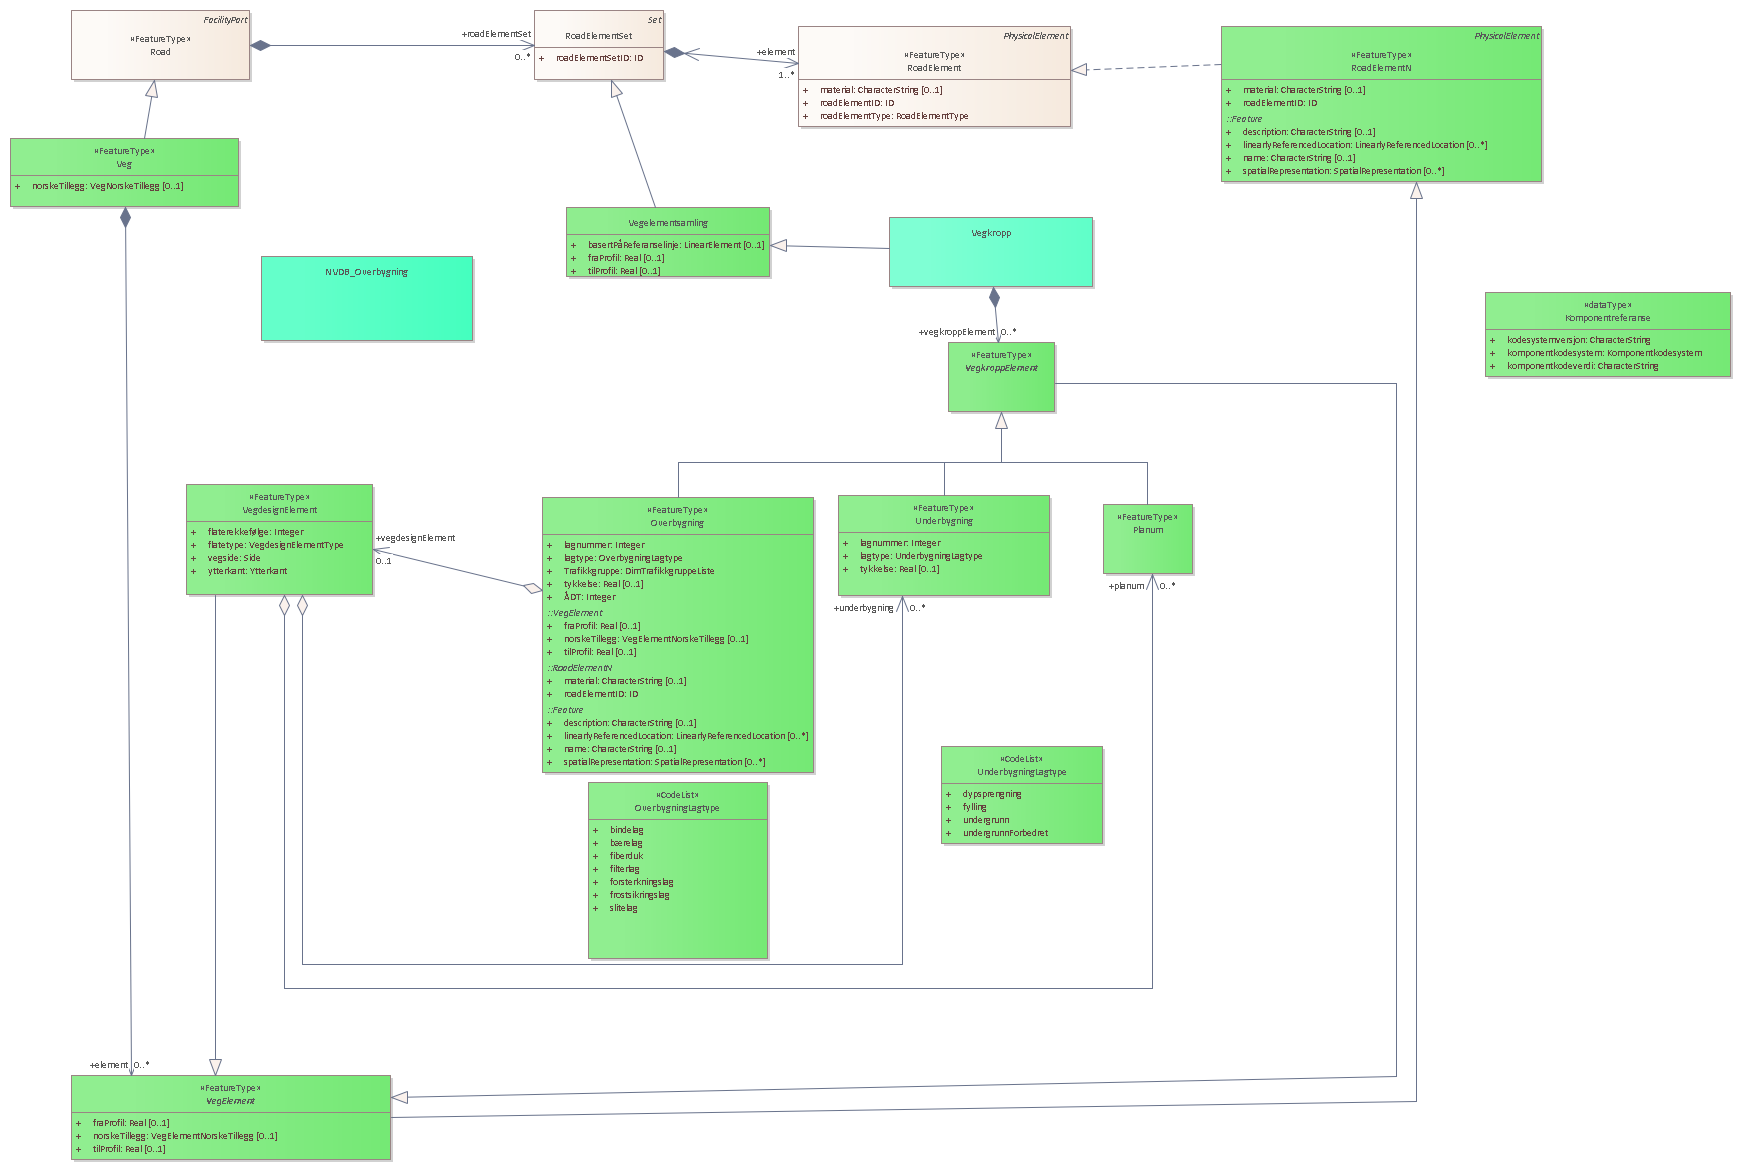 FacilityPart
«FeatureType»
Road
+roadElementSet
0..*
Set
RoadElementSet
+ roadElementSetID: ID
+element
1..*
PhysicalElement
«FeatureType»
RoadElement
+ material: CharacterString [0..1]
+ roadElementID: ID
+ roadElementType: RoadElementType
PhysicalElement
«FeatureType»
RoadElementN
+ material: CharacterString [0..1]
+ roadElementID: ID
::Feature
+ description: CharacterString [0..1]
+ linearlyReferencedLocation: LinearlyReferencedLocation [0..*]
+ name: CharacterString [0..1]
+ spatialRepresentation: SpatialRepresentation [0..*]
«FeatureType»
Veg
+ norskeTillegg: VegNorskeTillegg [0..1]
Vegelementsamling
+ basertPåReferanselinje: LinearElement [0..1]
+ fraProfil: Real [0..1]
+ tilProfil: Real [0..1]
Vegkropp
NVDB_Overbygning
«dataType»
Komponentreferanse
+ kodesystemversjon: CharacterString
+ komponentkodesystem: Komponentkodesystem
+ komponentkodeverdi: CharacterString
+vegkroppElement 0..*
«FeatureType»
VegkroppElement
«FeatureType»
VegdesignElement
+ flaterekkefølge: Integer
+ flatetype: VegdesignElementType
+ vegside: Side
+ ytterkant: Ytterkant
+vegdesignElement
0..1
«FeatureType»
Overbygning
+ lagnummer: Integer
+ lagtype: OverbygningLagtype
+ Trafikkgruppe: DimTrafikkgruppeListe
+ tykkelse: Real [0..1]
+ ÅDT: Integer
::VegElement
+ fraProfil: Real [0..1]
+ norskeTillegg: VegElementNorskeTillegg [0..1]
+ tilProfil: Real [0..1]
::RoadElementN
+ material: CharacterString [0..1]
+ roadElementID: ID
::Feature
+ description: CharacterString [0..1]
+ linearlyReferencedLocation: LinearlyReferencedLocation [0..*]
+ name: CharacterString [0..1]
+ spatialRepresentation: SpatialRepresentation [0..*]
«FeatureType»
Underbygning
+ lagnummer: Integer
+ lagtype: UnderbygningLagtype
+ tykkelse: Real [0..1]
+underbygning 0..*
«FeatureType»
Planum
+planum 0..*
«CodeList»
OverbygningLagtype
+ bindelag
+ bærelag
+ fiberduk
+ filterlag
+ forsterkningslag
+ frostsikringslag
+ slitelag
«CodeList»
UnderbygningLagtype
+ dypsprengning
+ fylling
+ undergrunn
+ undergrunnForbedret
+element 0..*
«FeatureType»
VegElement
+ fraProfil: Real [0..1]
+ norskeTillegg: VegElementNorskeTillegg [0..1]
+ tilProfil: Real [0..1]